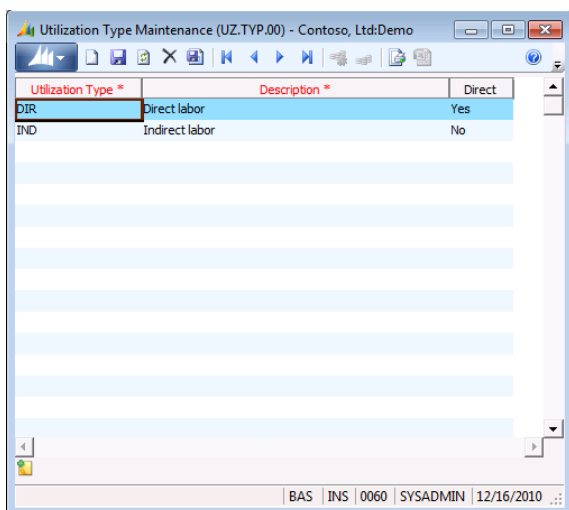 Utilization Type Maintenance (UZ.TYP.00) - Contoso, Ltd:Demo
Utilization Type * Description * Direct
DIR Direct labor Yes
IND Indirect labor No
BAS INS 0060 SYSADMIN 12/16/2010